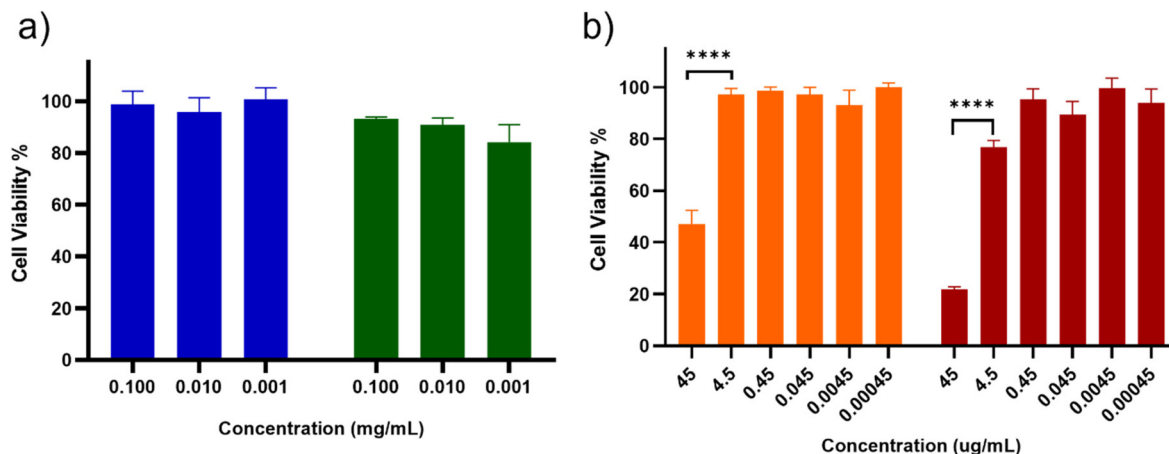 a)
Cell Viability %
100
80
60
40
20
0
0.100 0.010 0.001 0.100 0.010 0.001
Concentration (mg/mL)
b)
Cell Viability %
100
80
60
40
20
0
**** ****
45 4.5 0.45 0.045 0.0045 0.00045 45 4.5 0.45 0.045 0.0045 0.00045
Concentration (ug/mL)